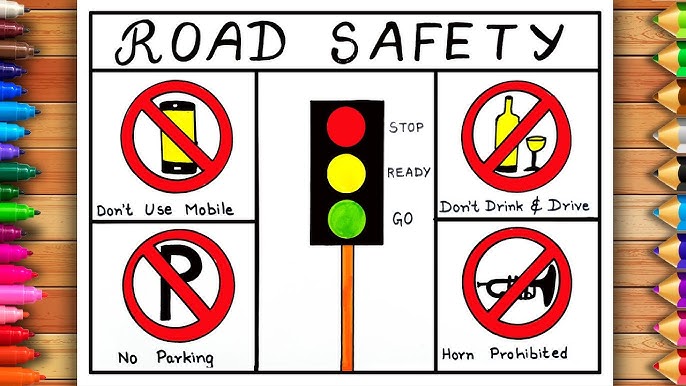 ROAD SAFETY
Don't Use Mobile
P
No Parking
STOP
READY
GO
Don't Drink & Drive
Horn Prohibited